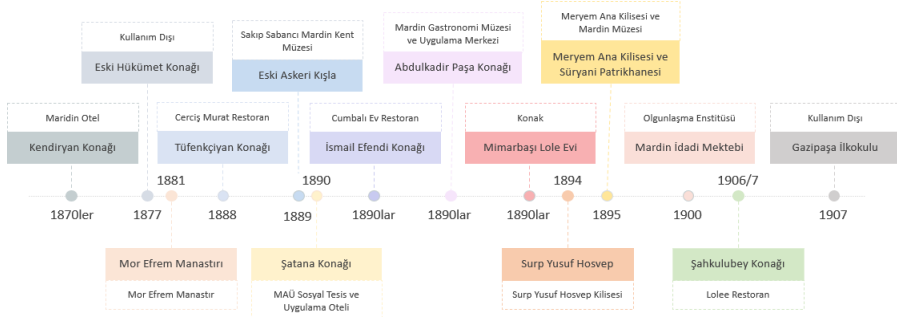 Kullanım Dışı
Eski Hükümet Konağı
Sakıp Sabancı Mardin Kent
Müzesi
Eski Askeri Kışla
Mardin Gastronomi Müzesi
ve Uygulama Merkezi
Abdulkadir Paşa Konağı
Meryem Ana Kilisesi ve
Mardin Müzesi
Meryem Ana Kilisesi ve
Süryani Patrikhanesi
Maridin Otel
Kendiryan Konağı
Cerciş Murat Restoran
Tüfenkçiyan Konağı
Cumbalı Ev Restoran
İsmail Efendi Konağı
Konak
Mimarbaşı Lole Evi
Olgunlaşma Enstitüsü
Mardin İdadi Mektebi
Kullanım Dışı
Gazipaşa İlkokulu
1881
1890
1894
1906/7
1870ler
1877
1888
1889
1890lar
1890lar
1890lar
1895
1900
1907
Mor Efrem Manastırı
Mor Efrem Manastır
Şatana Konağı
MAÜ Sosyal Tesis ve
Uygulama Oteli
Surp Yusuf Hosvep
Surp Yusuf Hosvep Kilisesi
Şahkulubey Konağı
Lolee Restoran